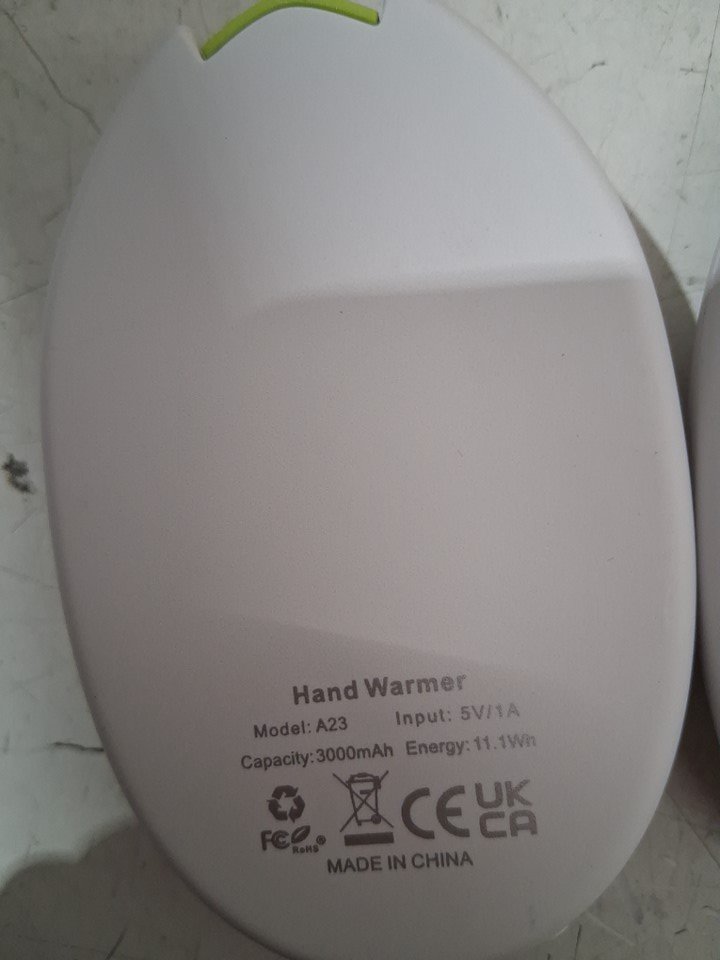 Hand Warmer
Model: A23 Input: 5V/1A
Capacity: 3000mAh Energy: 11.1Wh
CE UK
CA
FC RoHS
MADE IN CHINA